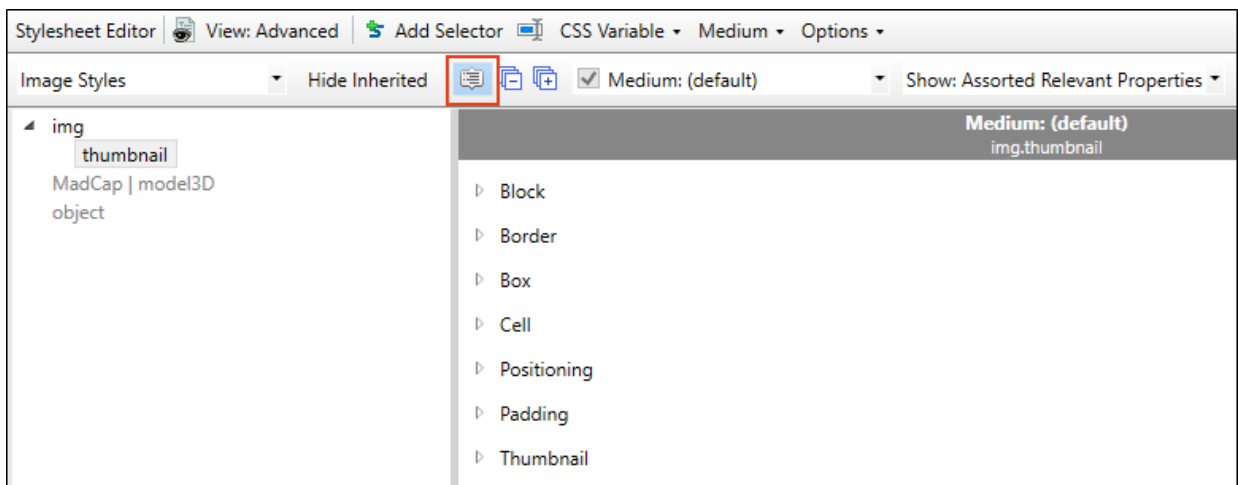 Stylesheet Editor View: Advanced Add Selector CSS Variable Medium Options
Image Styles Hide Inherited Medium: (default) Show: Assorted Relevant Properties
img
thumbnail
MadCap | model3D
object
Medium: (default)
img.thumbnail
Block
Border
Box
Cell
Positioning
Padding
Thumbnail